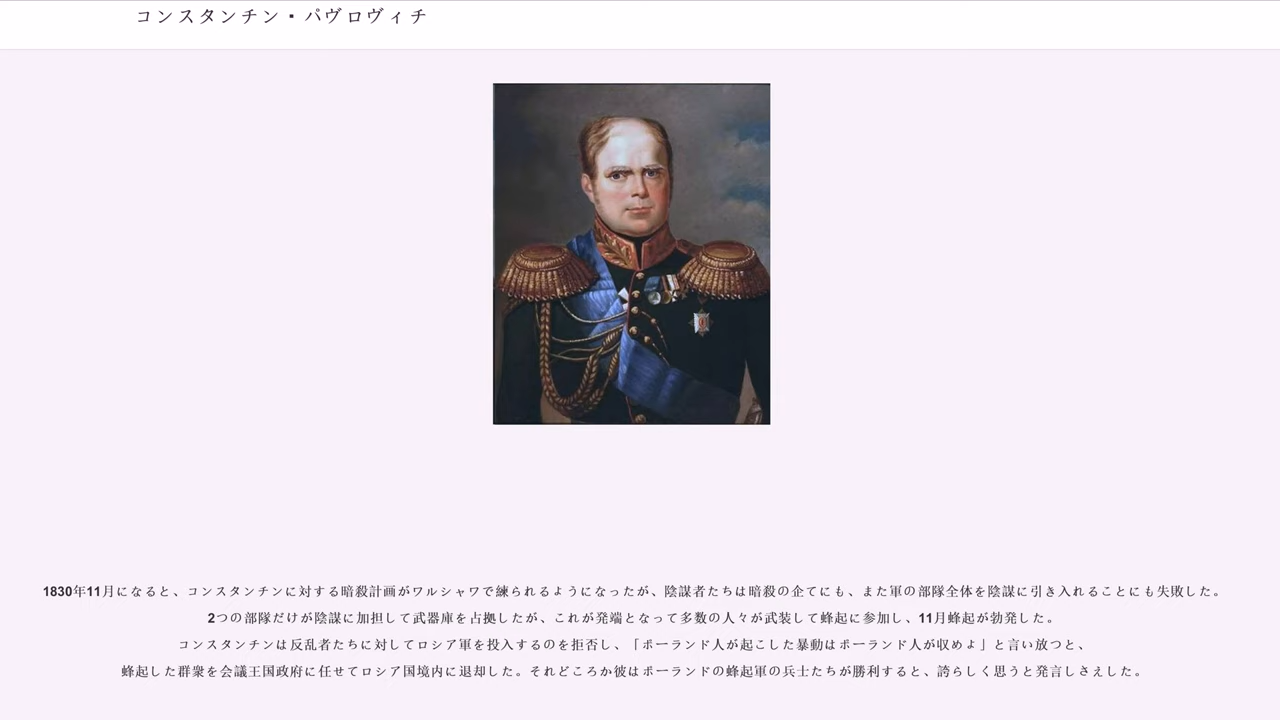 コンスタンチン・パヴロヴィチ
1830年11月になると、コンスタンチンに対する暗殺計画がワルシャワで練られるようになったが、陰謀者たちは暗殺の企てにも、また軍の部隊全体を陰謀に引き入れることにも失敗した。
2つの部隊だけが陰謀に加担して武器庫を占拠したが、これが発端となって多数の人々が武装して蜂起に参加し、11月蜂起が勃発した。
コンスタンチンは反乱者たちに対してロシア軍を投入するのを拒否し、「ポーランド人が起こした暴動はポーランド人が収めよ」と言い放つと、
蜂起した群衆を会議王国政府に任せてロシア国境内に退却した。それどころか彼はポーランドの蜂起軍の兵士たちが勝利すると、誇らしく思うと発言しさえした。